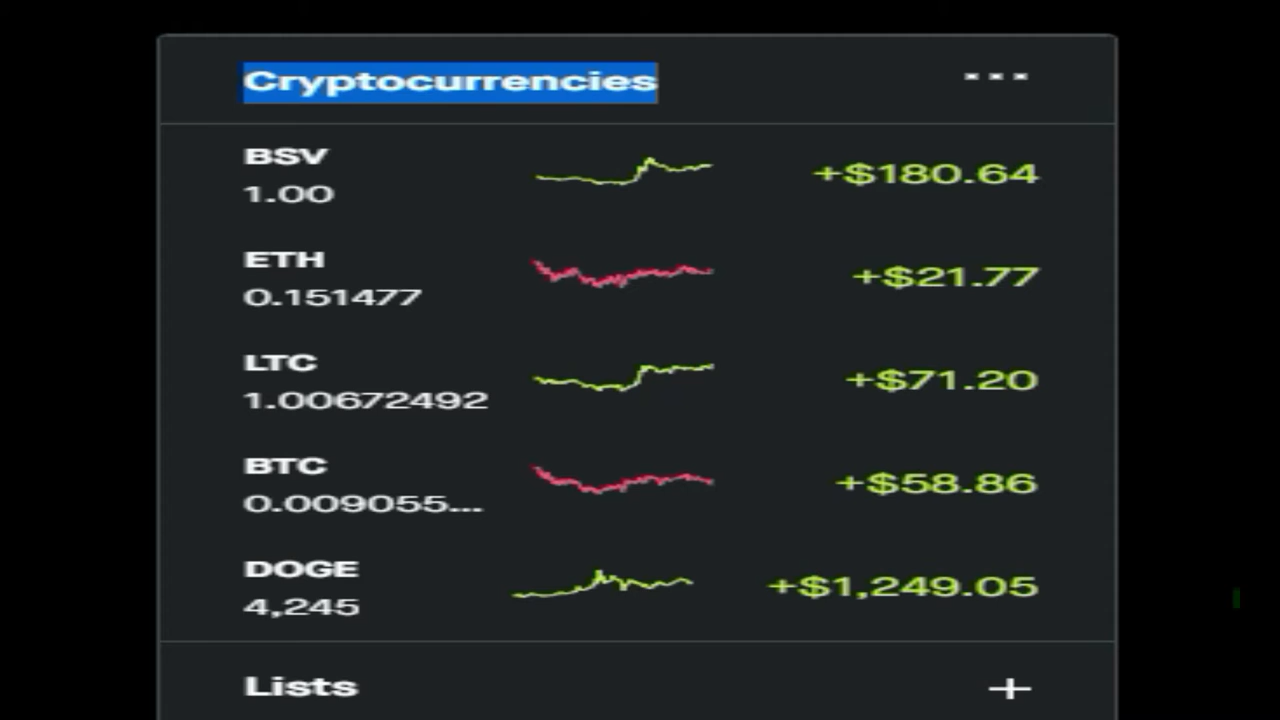 Cryptocurrencies
BSV
1.00
+$180.64
ETH
0.151477
+$21.77
LTC
1.00672492
+$71.20
BTC
0.009055...
+$58.86
DOGE
4,245
+$1,249.05
Lists
+